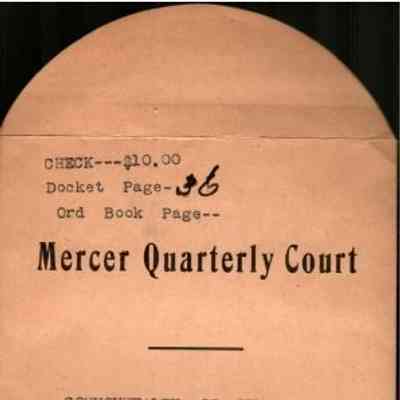 CHECK---$10.00
Docket Page-36
Ord Book Page--
Mercer Quarterly Court